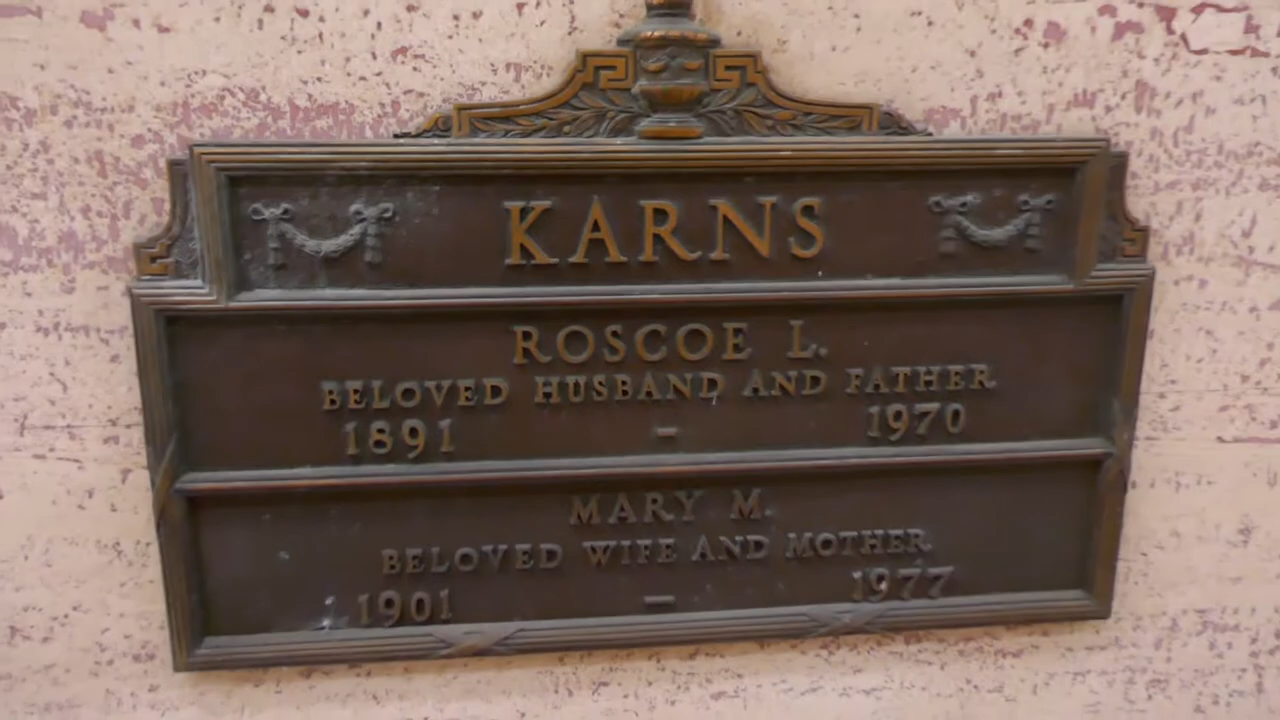 KARNS
ROSCOE L.
BELOVED HUSBAND AND FATHER
1891 – 1970
MARY M.
BELOVED WIFE AND MOTHER
1901 – 1977